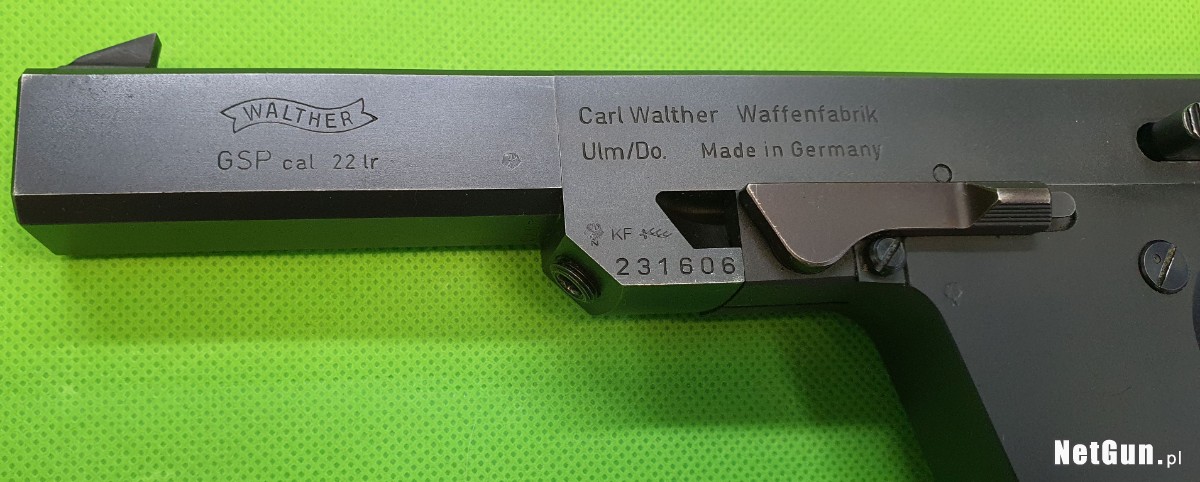 WALTHER
GSP cal 22 lr
Carl Walther Waffenfabrik
Ulm/Do. Made in Germany
KF
231606
NetGun.pl